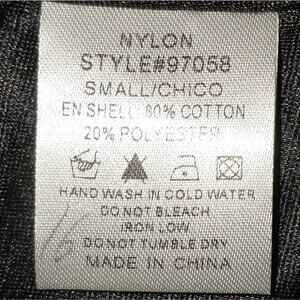 NYLON
STYLE#97058
SMALL/CHICO
EN SHELL 80% COTTON
20% POLYESTER
HAND WASH IN COLD WATER
DO NOT BLEACH
IRON LOW
DO NOT TUMBLE DRY
MADE IN CHINA